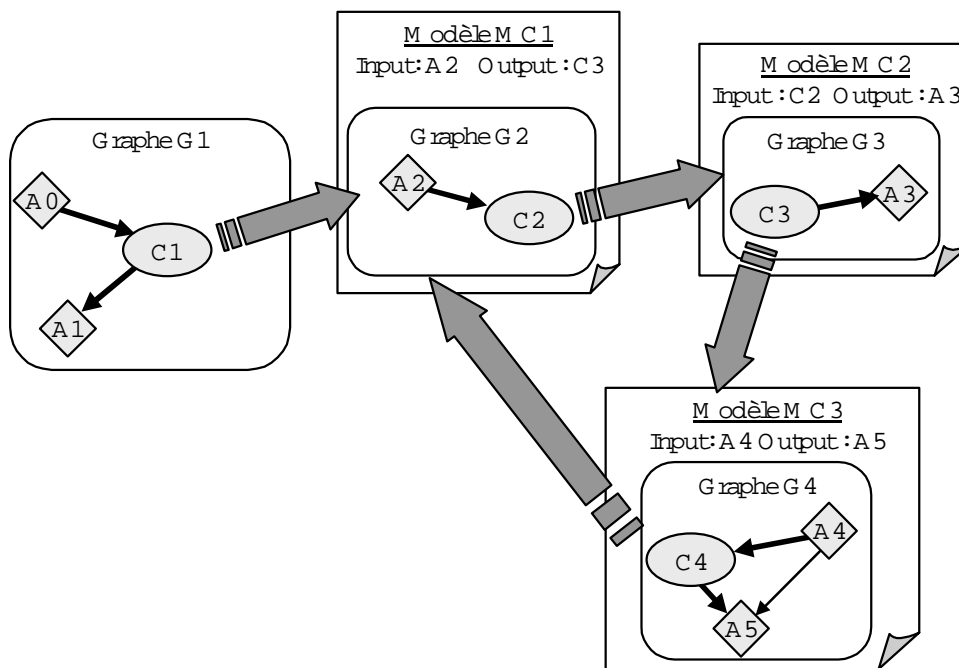 Modèle MC1
Input:A2 Output:C3
Graphe G2
A2
C2
Modèle MC2
Input:C2 Output:A3
Graphe G3
C3
A3
Graphe G1
A0
C1
A1
Modèle MC3
Input:A4 Output:A5
Graphe G4
A4
C4
A5